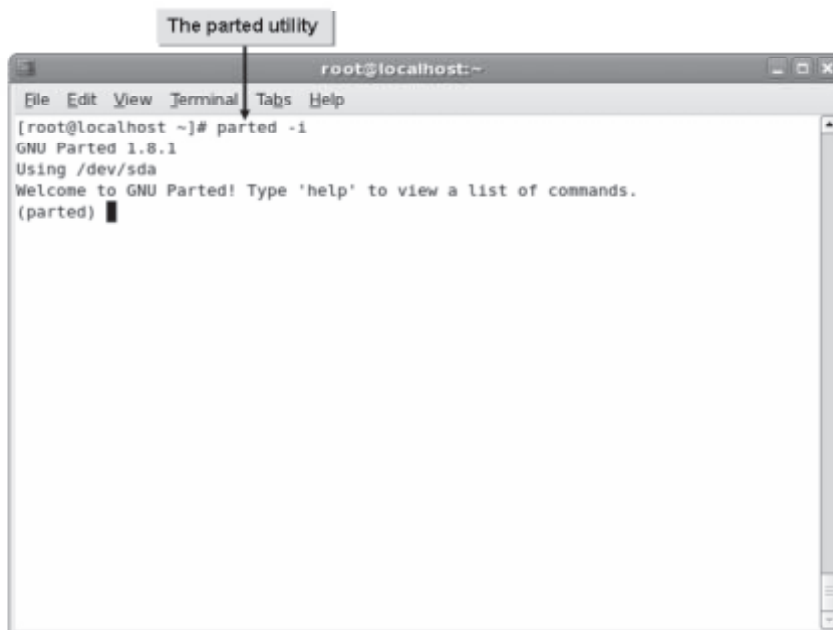 The parted utility
root@localhost:~
File Edit View Terminal Tabs Help
[root@localhost ~]# parted -i
GNU Parted 1.8.1
Using /dev/sda
Welcome to GNU Parted! Type 'help' to view a list of commands.
(parted)